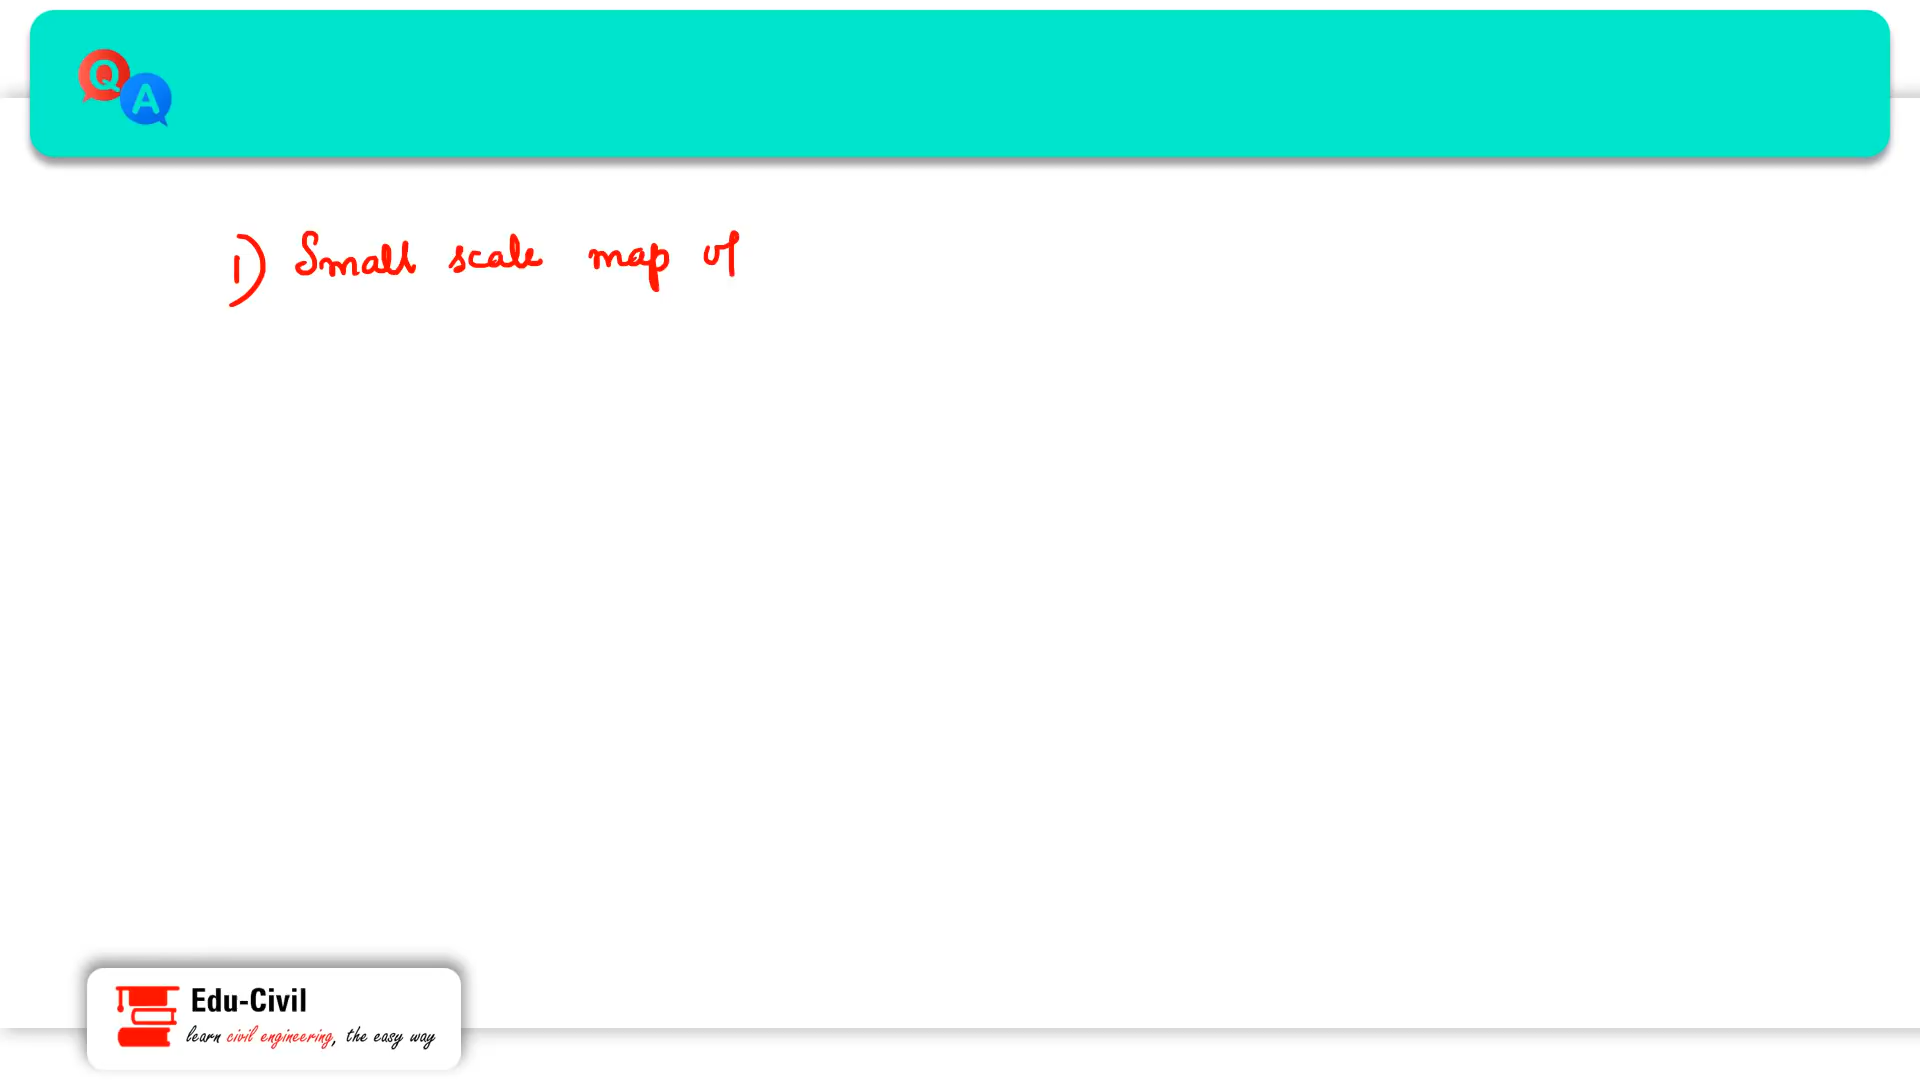 Q
A
1) Small scale map of
Edu-Civil
learn civil engineering, the easy way